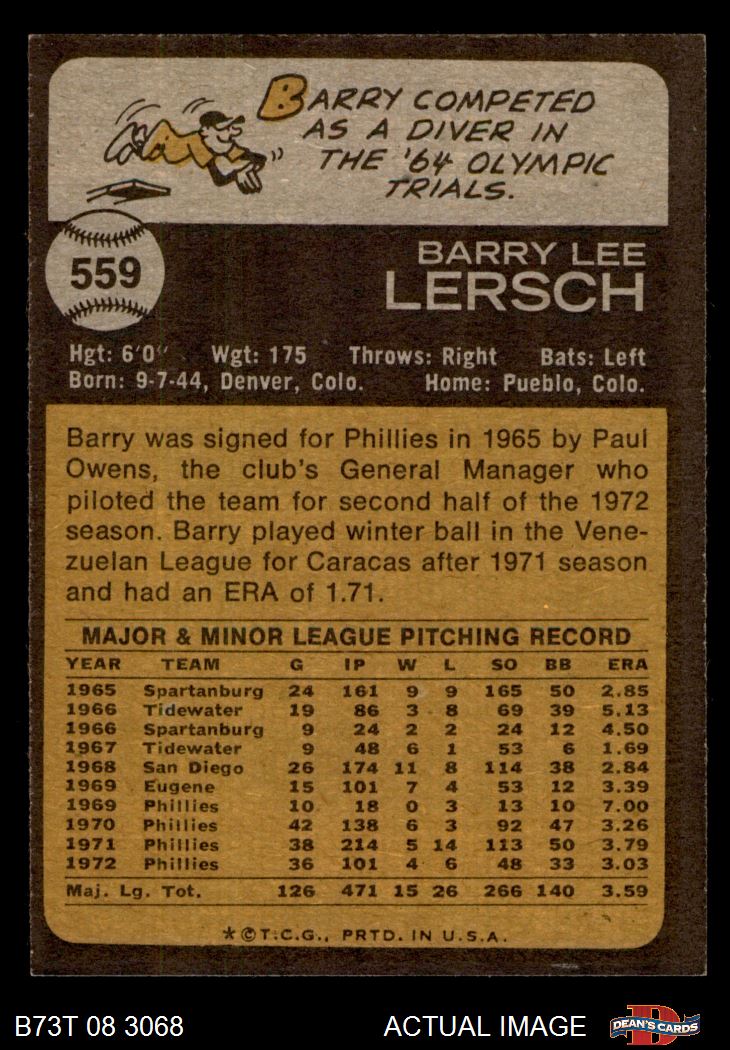 BARRY COMPETED
AS A DIVER IN
THE '64 OLYMPIC
TRIALS.
559
BARRY LEE
LERSCH
Hgt: 6'0" Wgt: 175 Throws: Right Bats: Left
Born: 9-7-44, Denver, Colo. Home: Pueblo, Colo.
Barry was signed for Phillies in 1965 by Paul
Owens, the club's General Manager who
piloted the team for second half of the 1972
season. Barry played winter ball in the Vene-
zuelan League for Caracas after 1971 season
and had an ERA of 1.71.
MAJOR & MINOR LEAGUE PITCHING RECORD
YEAR TEAM G IP W L SO BB ERA
1965 Spartanburg 24 161 9 9 165 50 2.85
1966 Tidewater 19 86 3 8 69 39 5.13
1966 Spartanburg 9 24 2 2 24 12 4.50
1967 Tidewater 9 48 6 1 53 6 1.69
1968 San Diego 26 174 11 8 114 38 2.84
1969 Eugene 15 101 7 4 53 12 3.39
1969 Phillies 10 18 0 3 13 10 7.00
1970 Phillies 42 138 6 3 92 47 3.26
1971 Phillies 38 214 5 14 113 50 3.79
1972 Phillies 36 101 4 6 48 33 3.03
Maj. Lg. Tot. 126 471 15 26 266 140 3.59
*©T.C.G., PRTD. IN U.S.A.
B73T 08 3068 ACTUAL IMAGE DEAN'S CARDS